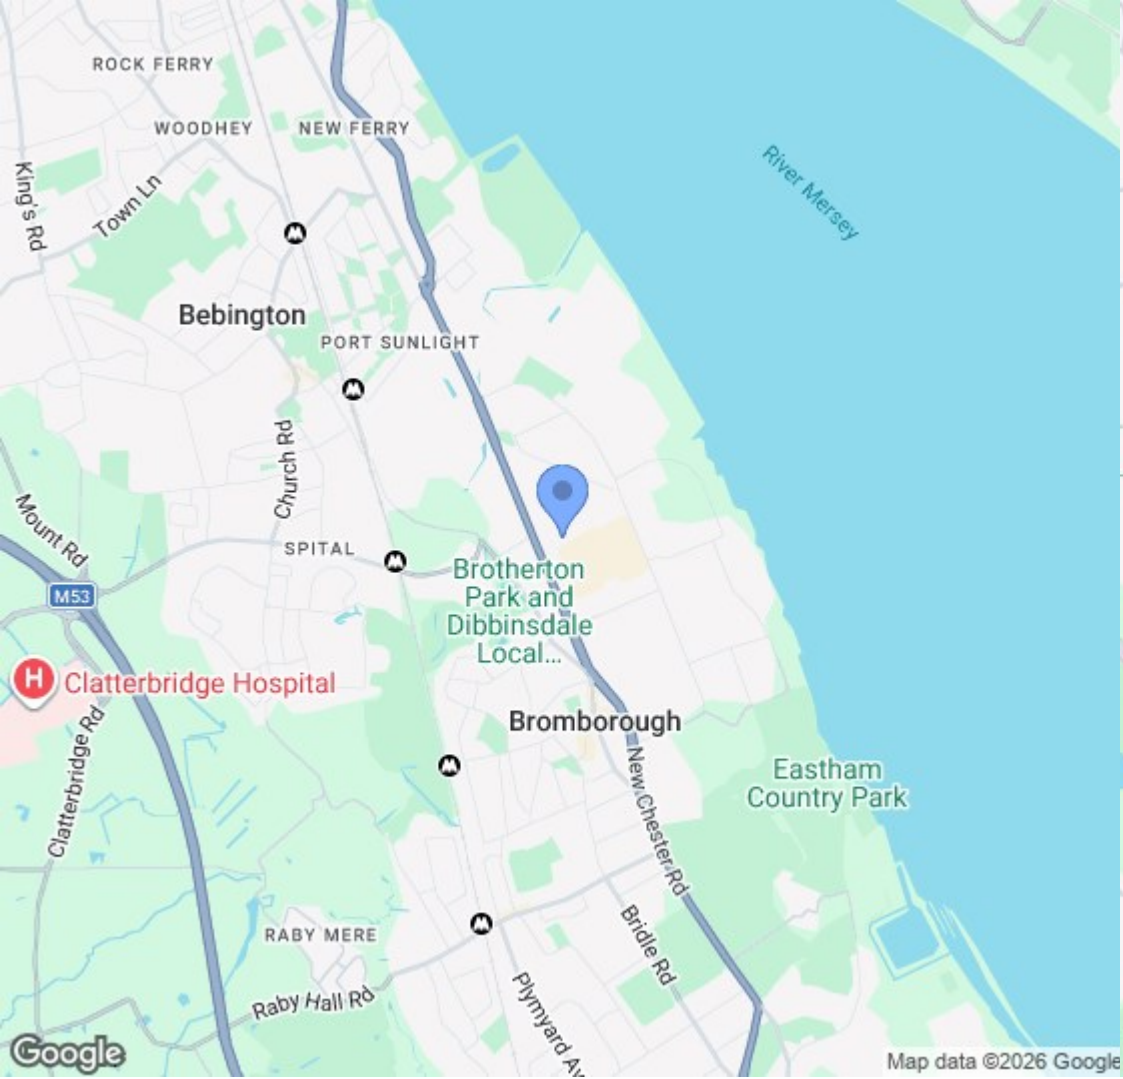 ROCK FERRY
WOODHEY
NEW FERRY
River Mersey
King's Rd
Town Ln
Bebington
PORT SUNLIGHT
Church Rd
Mount Rd
SPITAL
M53
Brotherton
Park and
Dibbinsdale
Local...
H
Clatterbridge Hospital
Clatterbridge Rd
Bromborough
New Chester Rd
Eastham
Country Park
RABY MERE
Bridle Rd
Raby Hall Rd
Plymyard Av
Google
Map data ©2026 Google